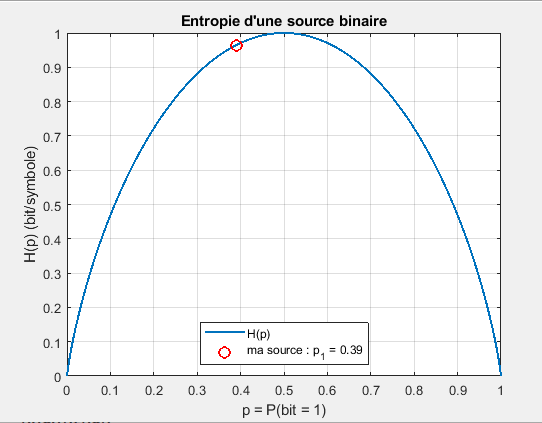 Entropie d'une source binaire
H(p) (bit/symbole)
1
0.9
0.8
0.7
0.6
0.5
0.4
0.3
0.2
0.1
0
H(p)
ma source : p₁ = 0.39
0 0.1 0.2 0.3 0.4 0.5 0.6 0.7 0.8 0.9 1
p = P(bit = 1)